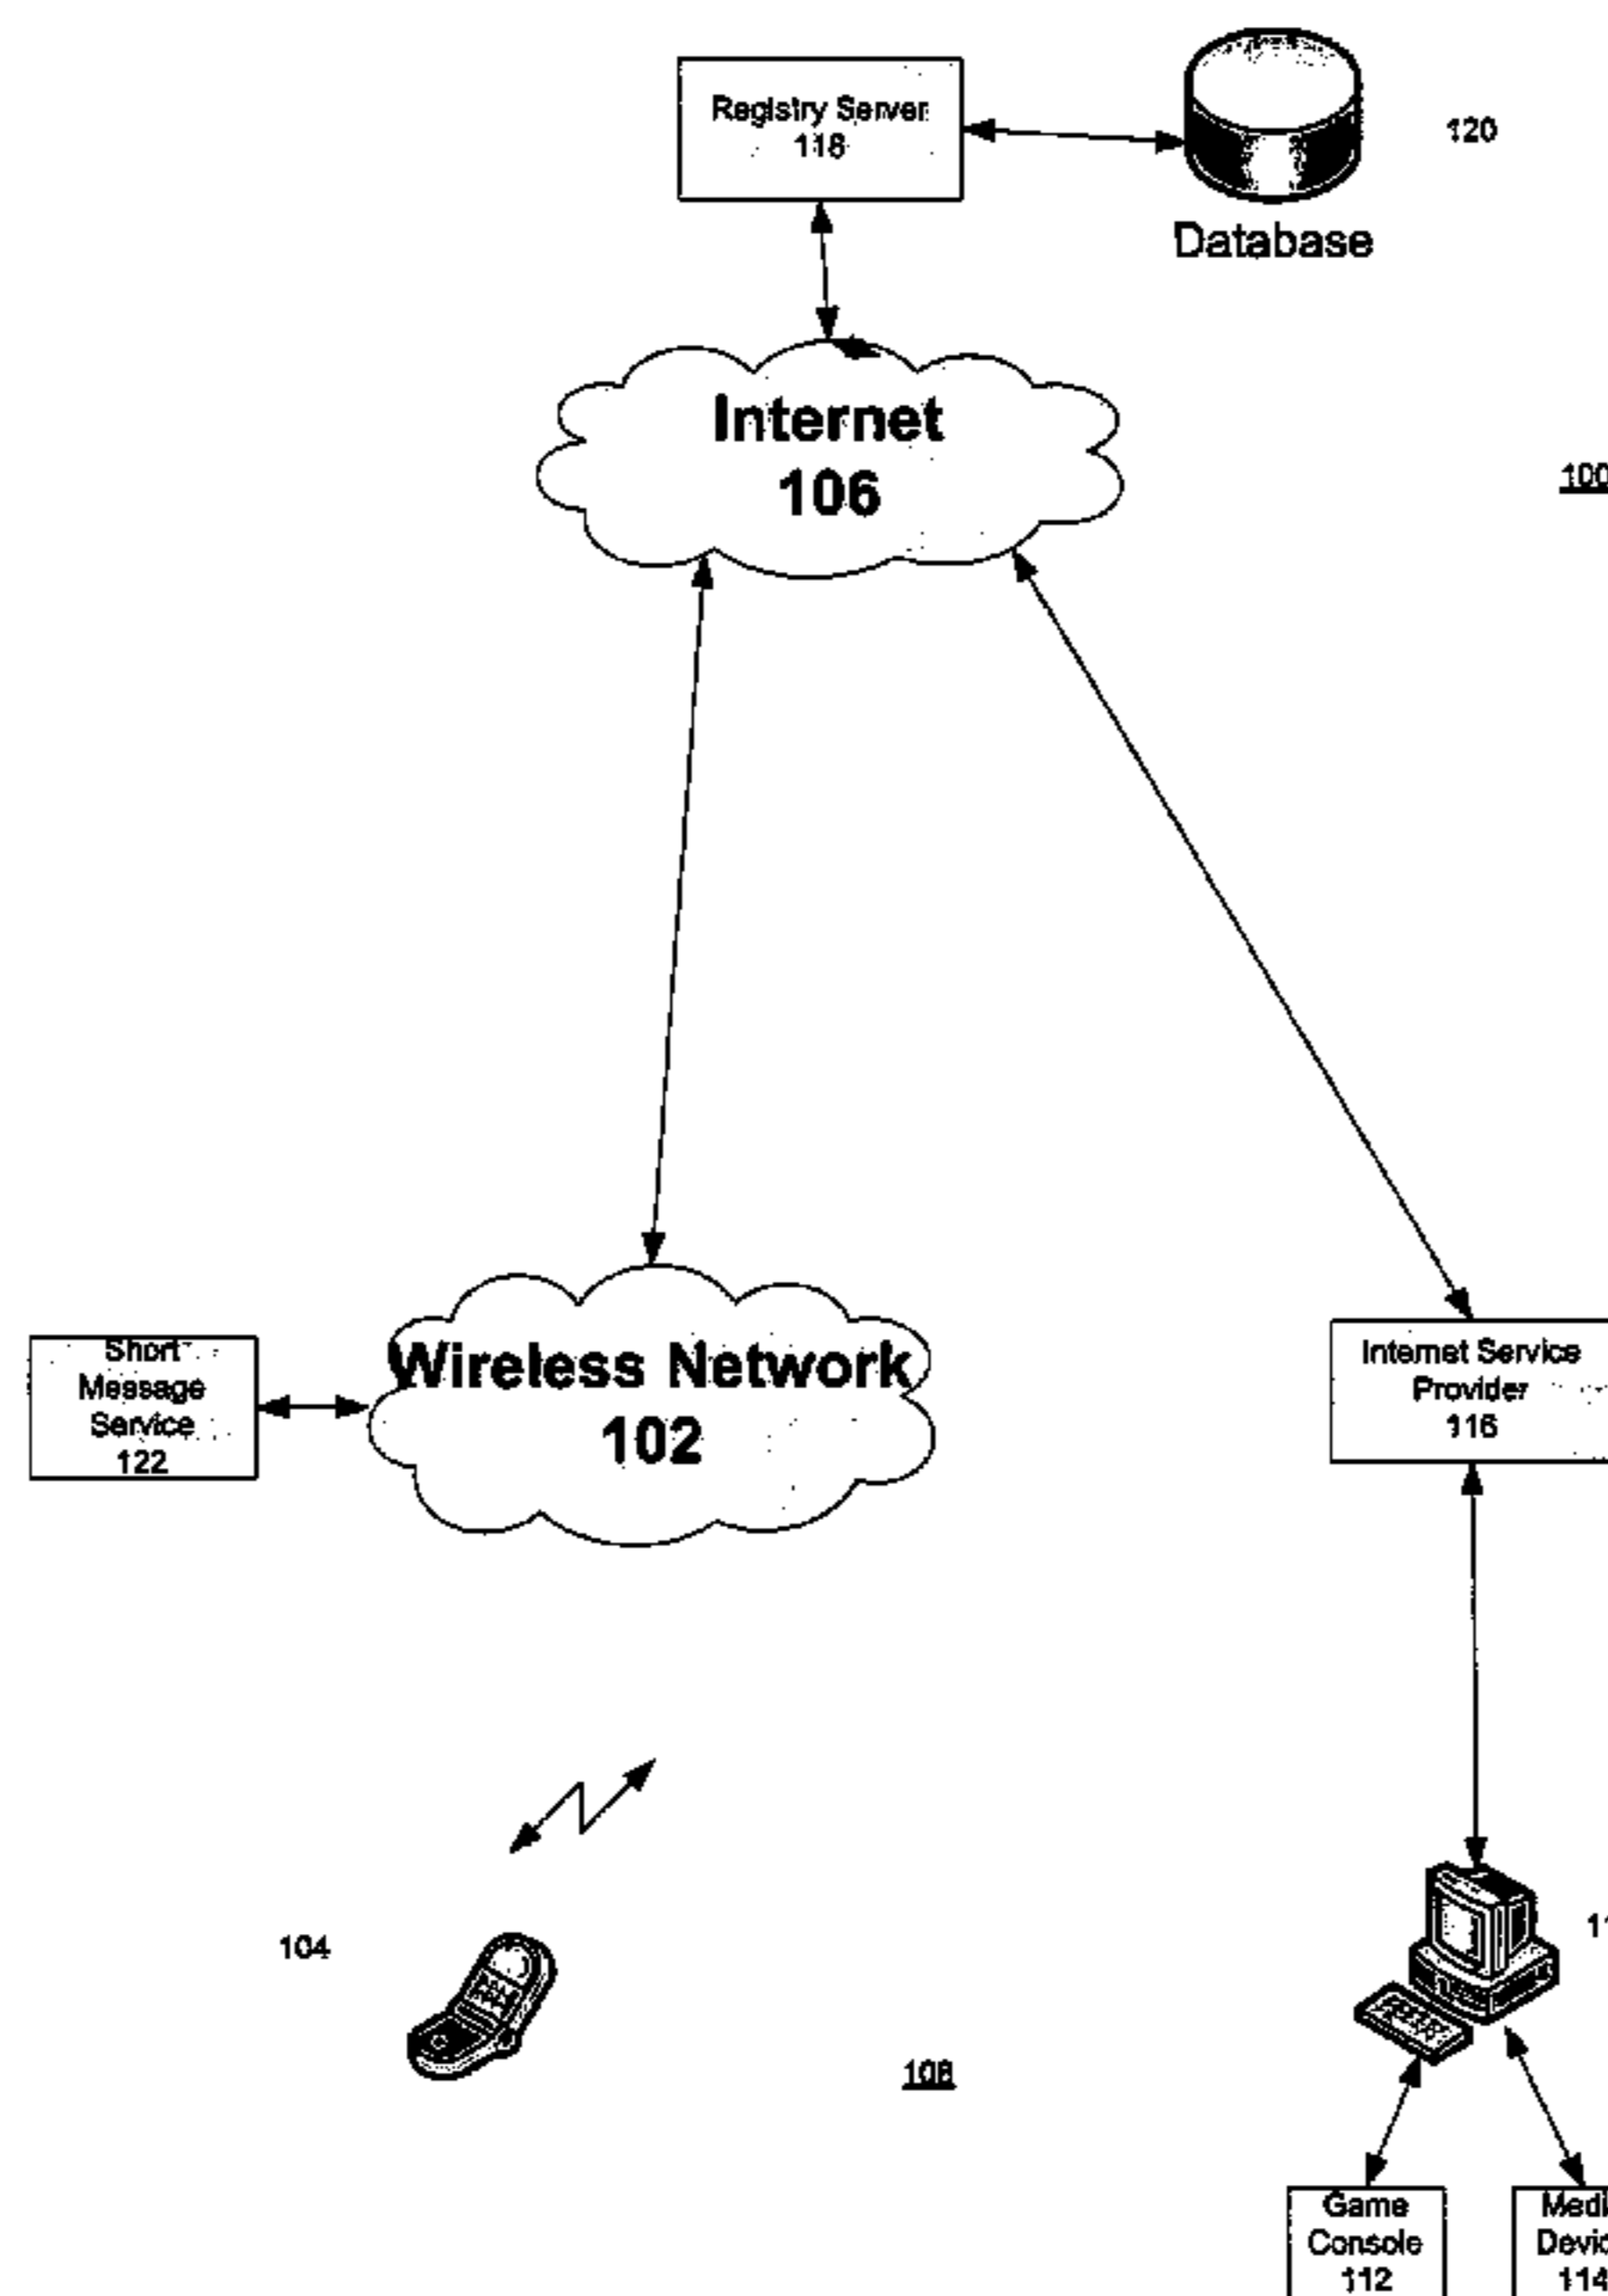 Registry Server
118
120
Database
Internet
106
100
Wireless Network
102
Short
Message
Service
122
Internet Service
Provider
116
104
108
Game
Console
112
114